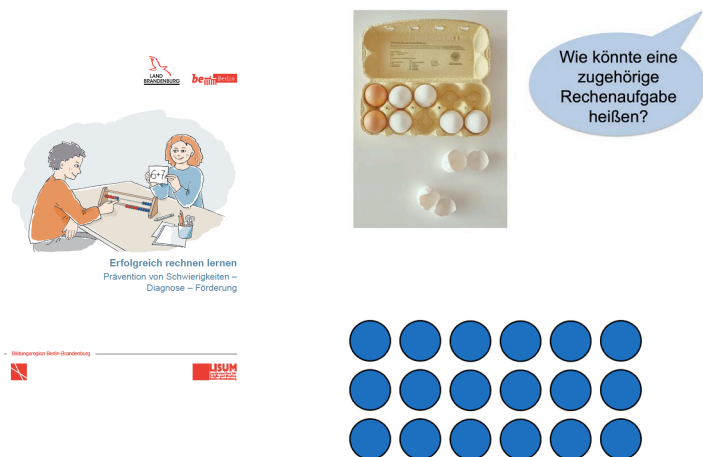 LAND
BRANDENBURG
Berlin
6+7
Erfolgreich rechnen lernen
Prävention von Schwierigkeiten –
Diagnose – Förderung
Bildungsregion Berlin-Brandenburg
LISUM
Wie könnte eine
zugehörige
Rechenaufgabe
heißen?